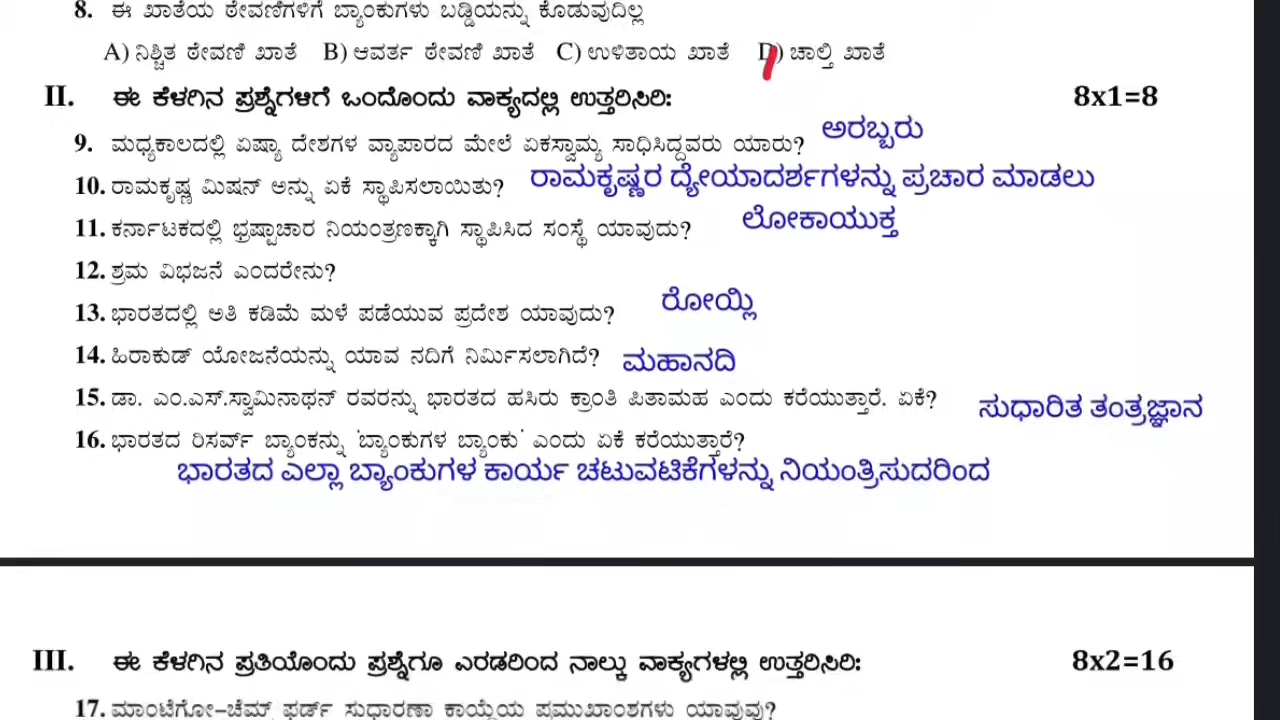 8. ಈ ಖಾತೆಯ ಠೇವಣಿಗಳಿಗೆ ಬ್ಯಾಂಕುಗಳು ಬಡ್ಡಿಯನ್ನು ಕೊಡುವುದಿಲ್ಲ
A) ನಿಶ್ಚಿತ ಠೇವಣಿ ಖಾತೆ B) ಆವರ್ತ ಠೇವಣಿ ಖಾತೆ C) ಉಳಿತಾಯ ಖಾತೆ D) ಚಾಲ್ತಿ ಖಾತೆ
II. ಈ ಕೆಳಗಿನ ಪ್ರಶ್ನೆಗಳಿಗೆ ಒಂದೊಂದು ವಾಕ್ಯದಲ್ಲಿ ಉತ್ತರಿಸಿರಿ: 8x1=8
9. ಮಧ್ಯಕಾಲದಲ್ಲಿ ಏಷ್ಯಾ ದೇಶಗಳ ವ್ಯಾಪಾರದ ಮೇಲೆ ಏಕಸ್ವಾಮ್ಯ ಸಾಧಿಸಿದ್ದವರು ಯಾರು? ಅರಬ್ಬರು
10. ರಾಮಕೃಷ್ಣ ಮಿಷನ್ ಅನ್ನು ಏಕೆ ಸ್ಥಾಪಿಸಲಾಯಿತು? ರಾಮಕೃಷ್ಣರ ದ್ಯೇಯಾದರ್ಶಗಳನ್ನು ಪ್ರಚಾರ ಮಾಡಲು
11. ಕರ್ನಾಟಕದಲ್ಲಿ ಭ್ರಷ್ಟಾಚಾರ ನಿಯಂತ್ರಣಕ್ಕಾಗಿ ಸ್ಥಾಪಿಸಿದ ಸಂಸ್ಥೆ ಯಾವುದು? ಲೋಕಾಯುಕ್ತ
12. ಶ್ರಮ ವಿಭಜನೆ ಎಂದರೇನು?
13. ಭಾರತದಲ್ಲಿ ಅತಿ ಕಡಿಮೆ ಮಳೆ ಪಡೆಯುವ ಪ್ರದೇಶ ಯಾವುದು? ರೋಯ್ಲಿ
14. ಹಿರಾಕುಡ್ ಯೋಜನೆಯನ್ನು ಯಾವ ನದಿಗೆ ನಿರ್ಮಿಸಲಾಗಿದೆ? ಮಹಾನದಿ
15. ಡಾ. ಎಂ.ಎಸ್.ಸ್ವಾಮಿನಾಥನ್ ರವರನ್ನು ಭಾರತದ ಹಸಿರು ಕ್ರಾಂತಿ ಪಿತಾಮಹ ಎಂದು ಕರೆಯುತ್ತಾರೆ. ಏಕೆ? ಸುಧಾರಿತ ತಂತ್ರಜ್ಞಾನ
16. ಭಾರತದ ರಿಸರ್ವ್ ಬ್ಯಾಂಕನ್ನು 'ಬ್ಯಾಂಕುಗಳ ಬ್ಯಾಂಕು' ಎಂದು ಏಕೆ ಕರೆಯುತ್ತಾರೆ?
ಭಾರತದ ಎಲ್ಲಾ ಬ್ಯಾಂಕುಗಳ ಕಾರ್ಯ ಚಟುವಟಿಕೆಗಳನ್ನು ನಿಯಂತ್ರಿಸುದರಿಂದ
III. ಈ ಕೆಳಗಿನ ಪ್ರತಿಯೊಂದು ಪ್ರಶ್ನೆಗೂ ಎರಡರಿಂದ ನಾಲ್ಕು ವಾಕ್ಯಗಳಲ್ಲಿ ಉತ್ತರಿಸಿರಿ: 8x2=16
17. ಮಾಂಟೆಗೋ-ಚೆಮ್ಸ್ ಫರ್ಡ್ ಸುಧಾರಣಾ ಕಾಯ್ದೆಯ ಪ್ರಮುಖಾಂಶಗಳು ಯಾವುವು?